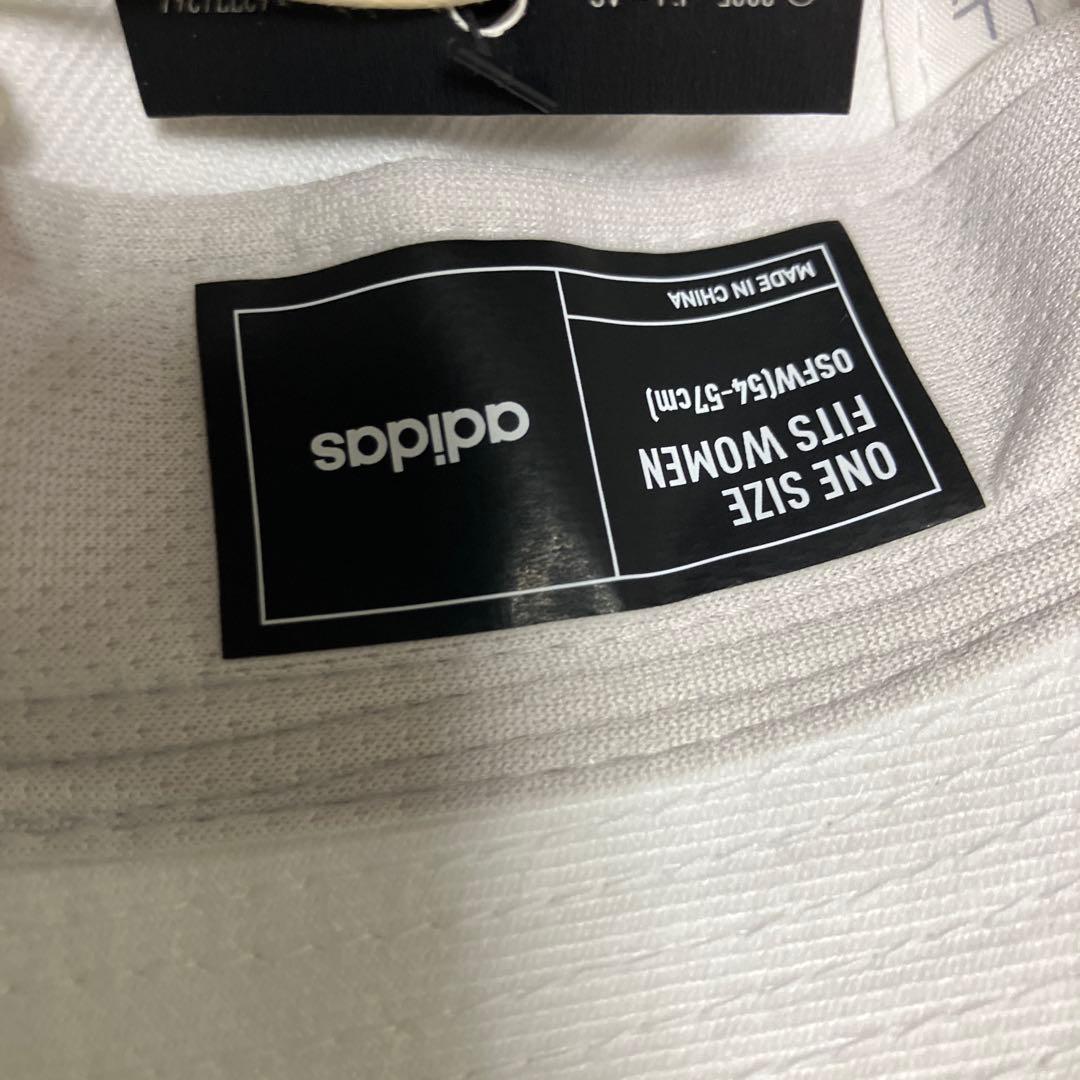 adidas
ONE SIZE
FITS WOMEN
OSFW(54-57cm)
MADE IN CHINA